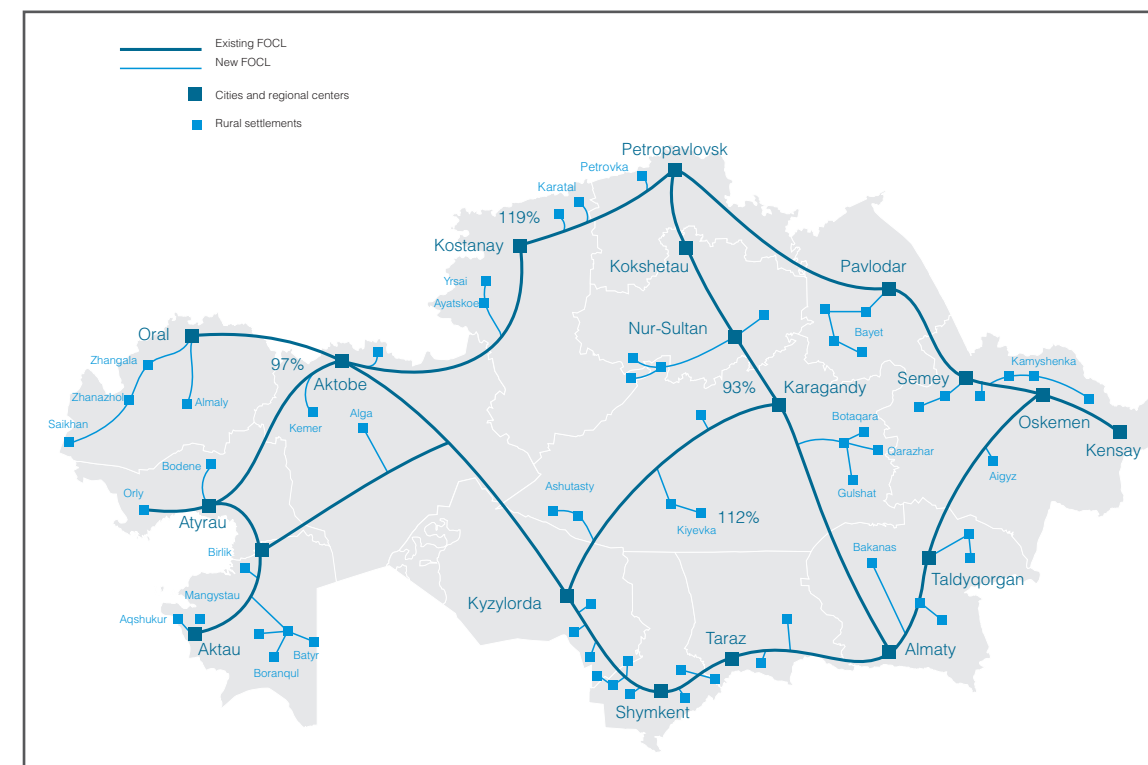 Existing FOCL
New FOCL
Cities and regional centers
Rural settlements
Petropavlovsk
Petrovka
Karatal
119%
Kostanay
Kokshetau
Pavlodar
Yrsai
Ayatskoe
Bayet
Oral
Nur-Sultan
Zhangala
97%
Aktobe
Kamyshenka
Semey
93%
Karagandy
Zhanazhol
Almaly
Alga
Botaqara
Oskemen
Saikhan
Kemer
Kensay
Qarazhar
Bodene
Aigyz
Orly
Ashutasty
Gulshat
Atyrau
Kiyevka
112%
Birlik
Bakanas
Taldyqorgan
Mangystau
Kyzylorda
Aqshukur
Aktau
Batyr
Taraz
Almaty
Boranqul
Shymkent